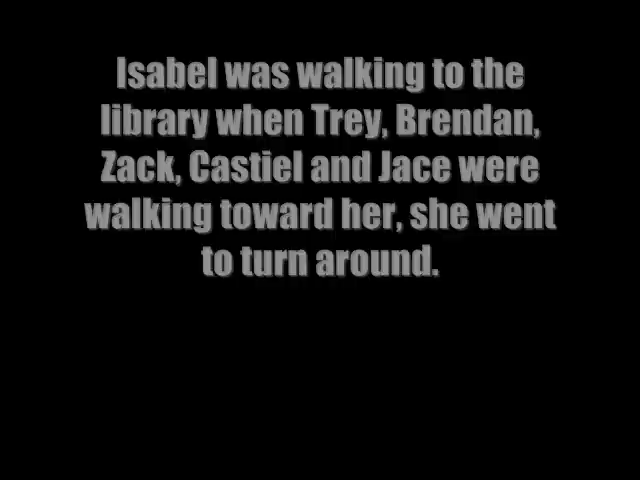 Isabel was walking to the
library when Trey, Brendan,
Zack, Castiel and Jace were
walking toward her, she went
to turn around.